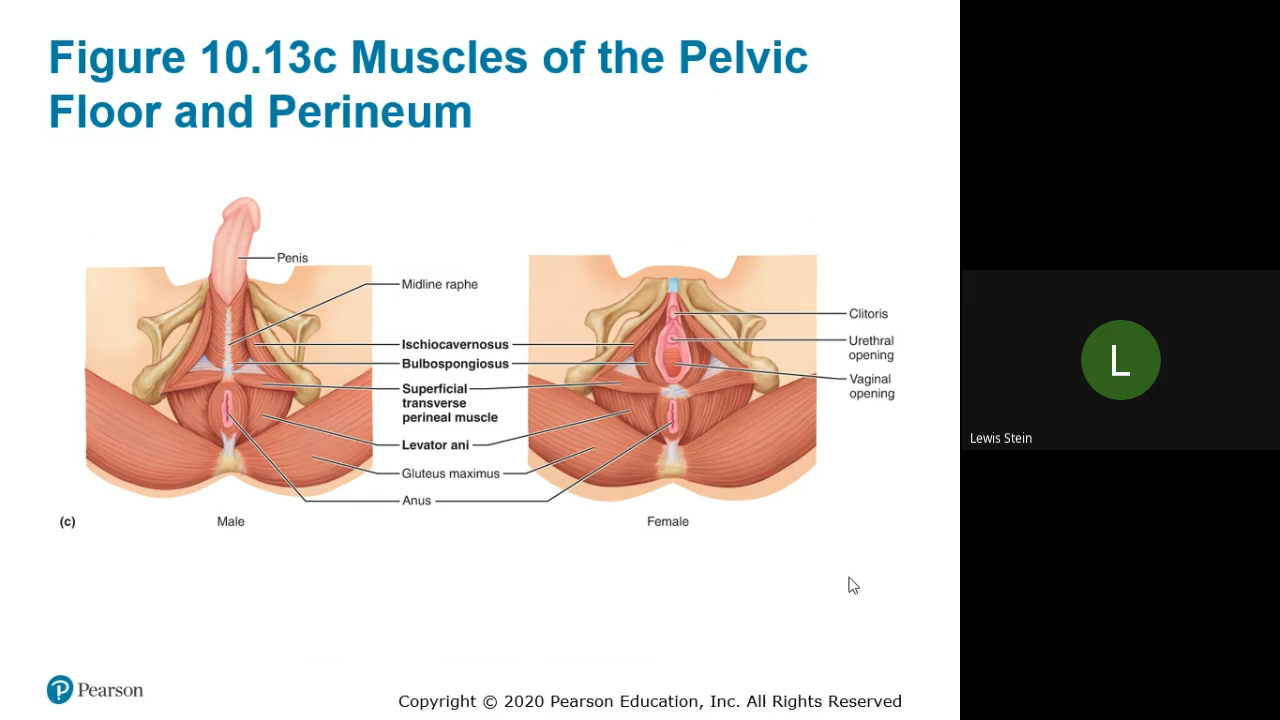 Figure 10.13c Muscles of the Pelvic
Floor and Perineum
Penis
Midline raphe
Ischiocavernosus
Bulbospongiosus
Superficial
transverse
perineal muscle
Levator ani
Gluteus maximus
Anus
Clitoris
Urethral
opening
Vaginal
opening
(c)
Male
Female
L
Lewis Stein
P Pearson
Copyright © 2020 Pearson Education, Inc. All Rights Reserved